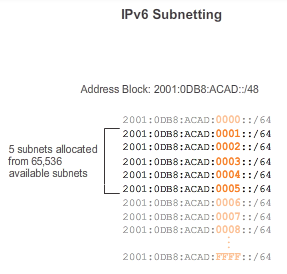 IPv6 Subnetting
Address Block: 2001:0DB8:ACAD::/48
5 subnets allocated
from 65,536
available subnets
2001:0DB8:ACAD:0000::/64
2001:0DB8:ACAD:0001::/64
2001:0DB8:ACAD:0002::/64
2001:0DB8:ACAD:0003::/64
2001:0DB8:ACAD:0004::/64
2001:0DB8:ACAD:0005::/64
2001:0DB8:ACAD:0006::/64
2001:0DB8:ACAD:0007::/64
2001:0DB8:ACAD:0008::/64
2001:0DB8:ACAD:FFFF::/64